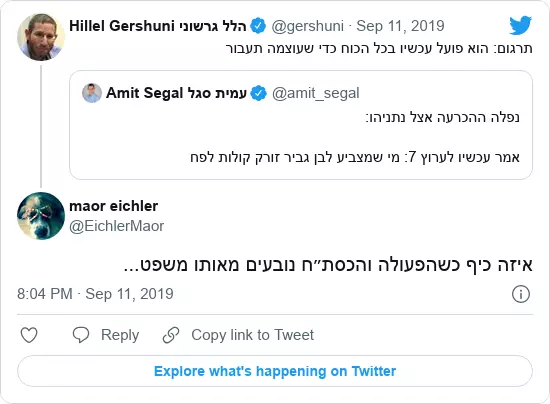 Hillel Gershuni הלל גרשוני @gershuni · Sep 11, 2019
תרגום: הוא פועל עכשיו בכל הכוח כדי שעוצמה תעבור
Amit Segal עמית סגל @amit_segal
נפלה ההכרעה אצל נתניהו:
אמר עכשיו לערוץ 7: מי שמצביע לבן גביר זורק קולות לפח
maor eichler
@EichlerMaor
איזה כיף כשהפעולה והכסת״ח נובעים מאותו משפט...
8:04 PM · Sep 11, 2019
Reply
Copy link to Tweet
Explore what's happening on Twitter